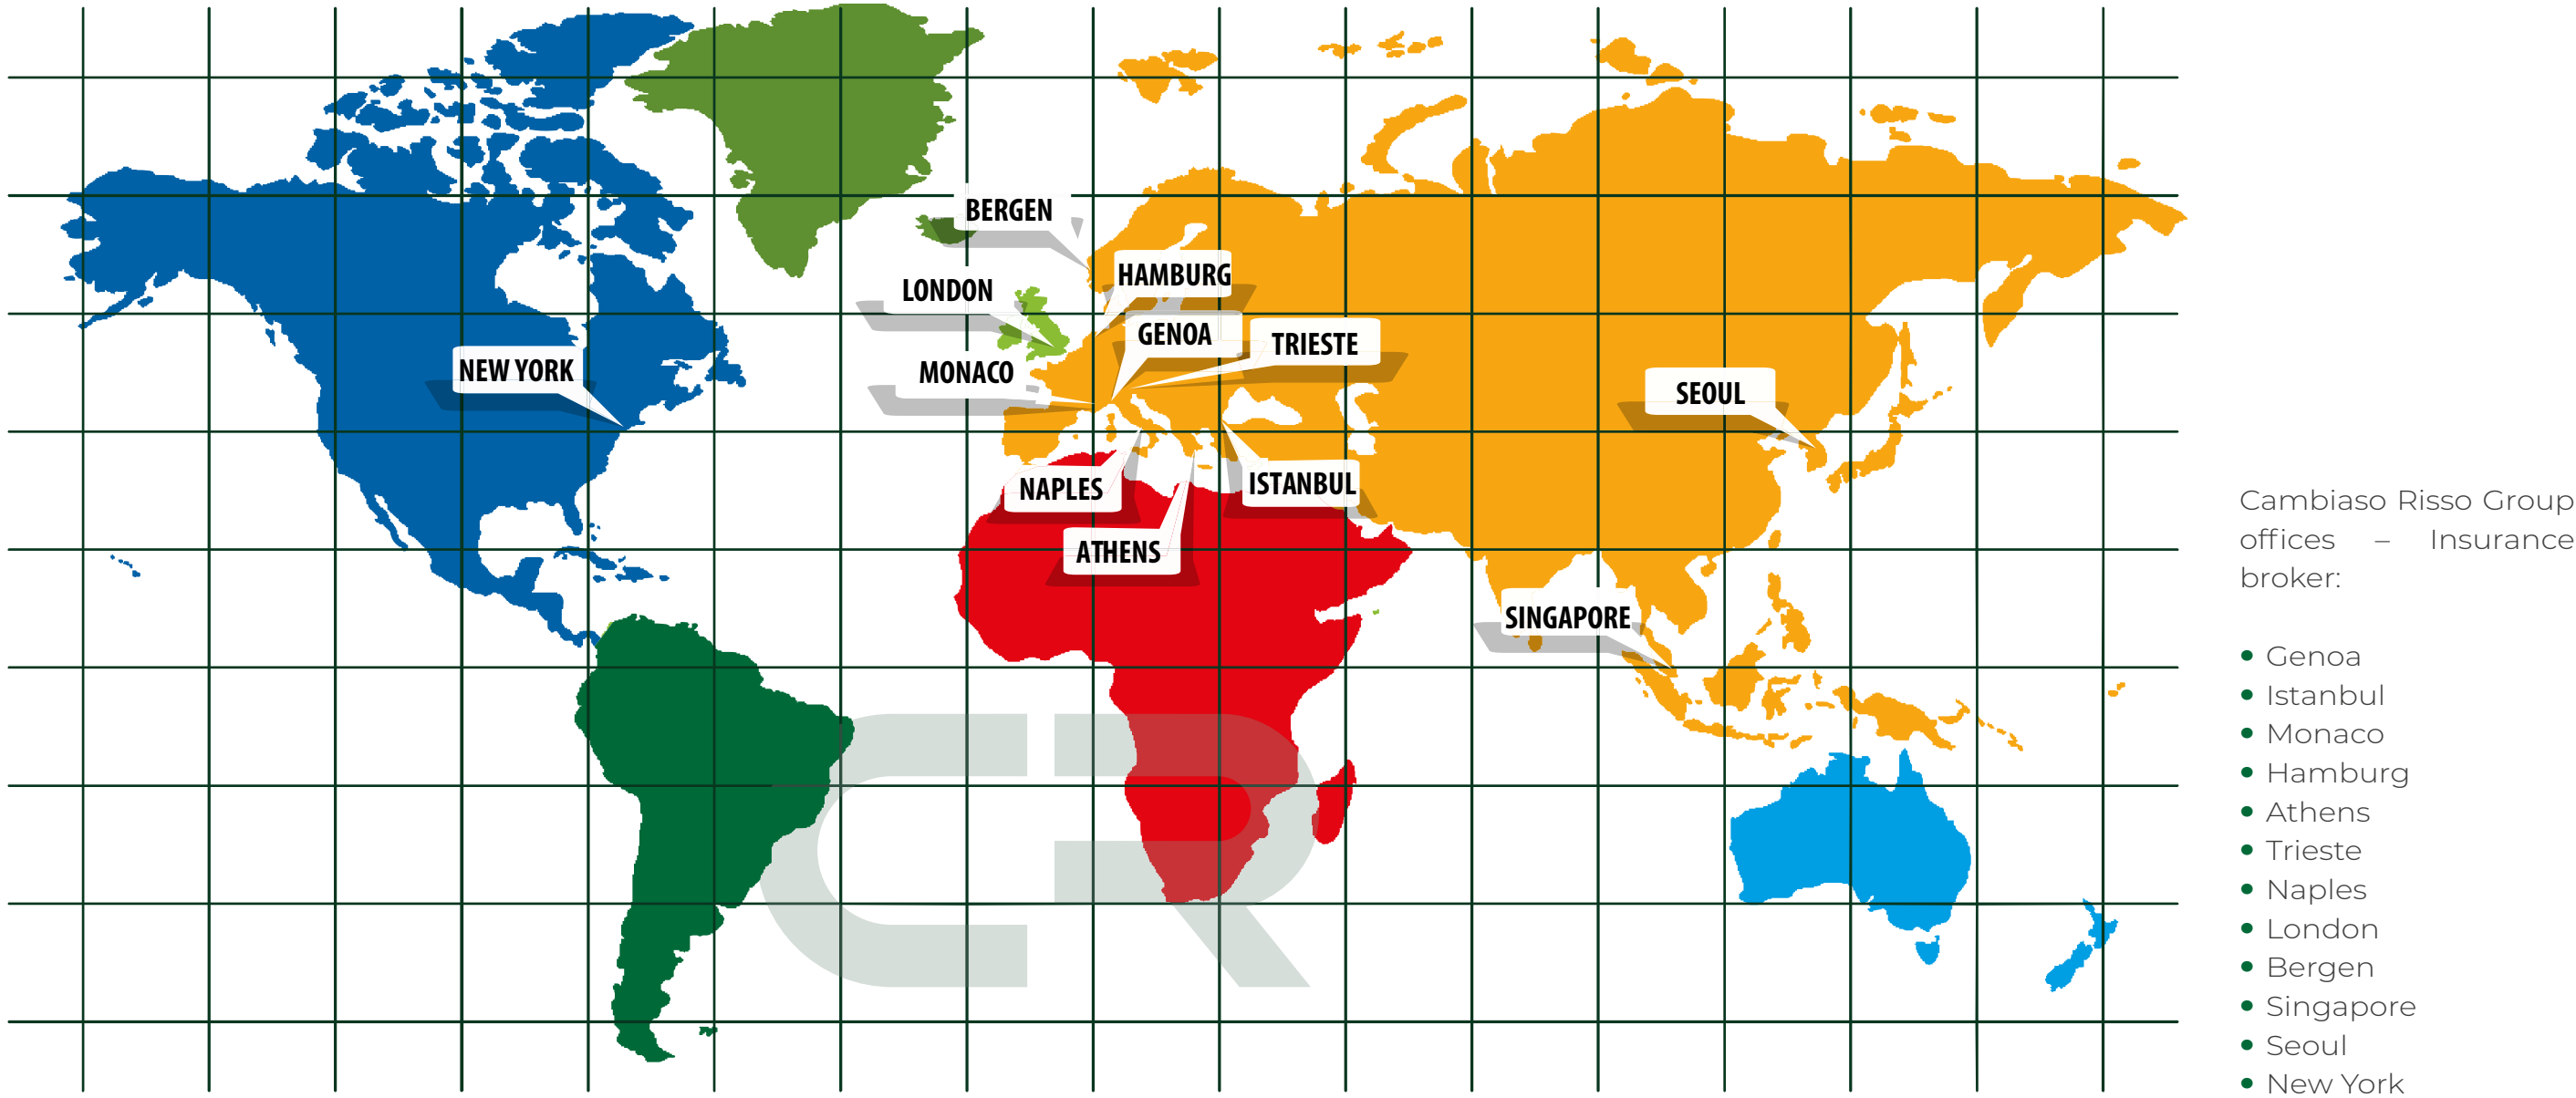 BERGEN
HAMBURG
LONDON
GENOA
TRIESTE
MONACO
NEW YORK
SEOUL
NAPLES
ISTANBUL
ATHENS
SINGAPORE
CR
Cambiaso Risso Group
offices – Insurance
broker:
• Genoa
• Istanbul
• Monaco
• Hamburg
• Athens
• Trieste
• Naples
• London
• Bergen
• Singapore
• Seoul
• New York